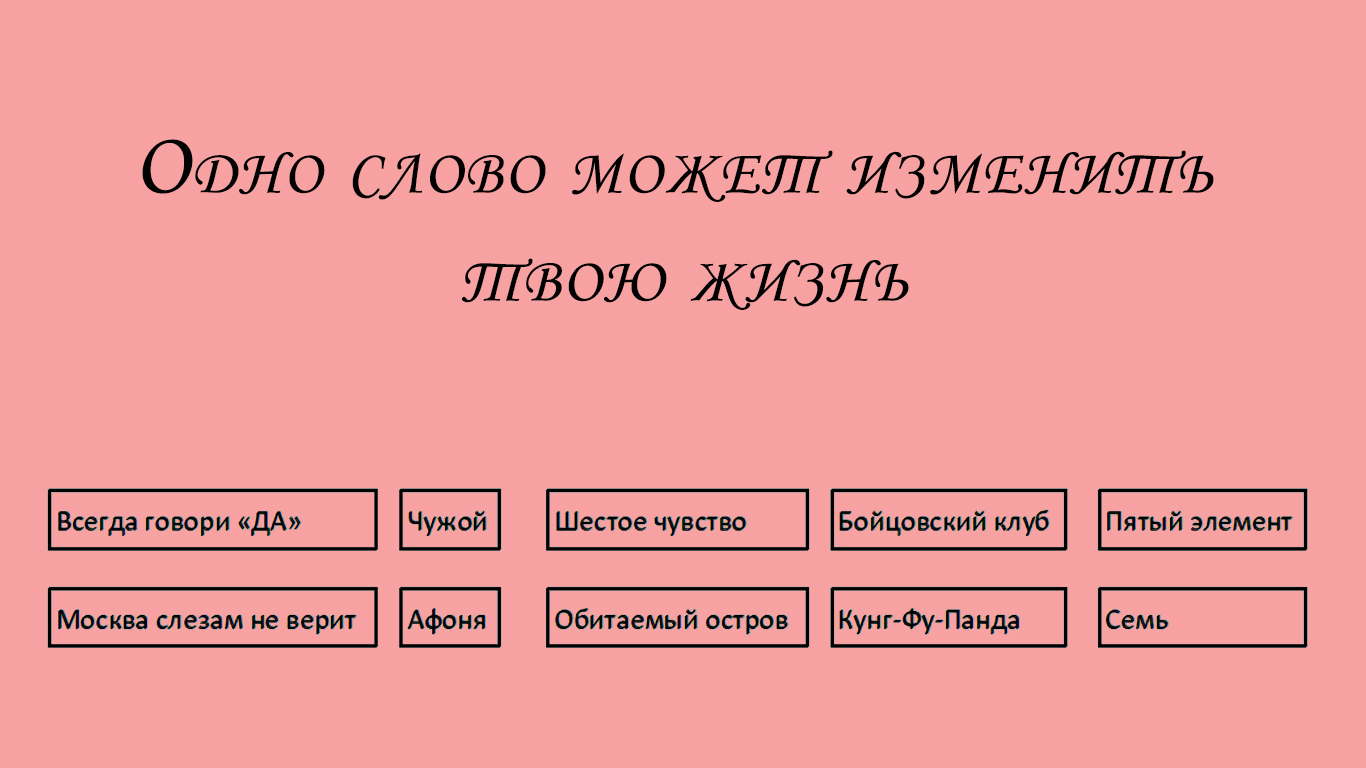 Одно слово может изменить
твою жизнь
Всегда говори «ДА»
Чужой
Шестое чувство
Бойцовский клуб
Пятый элемент
Москва слезам не верит
Афоня
Обитаемый остров
Кунг-Фу-Панда
Семь